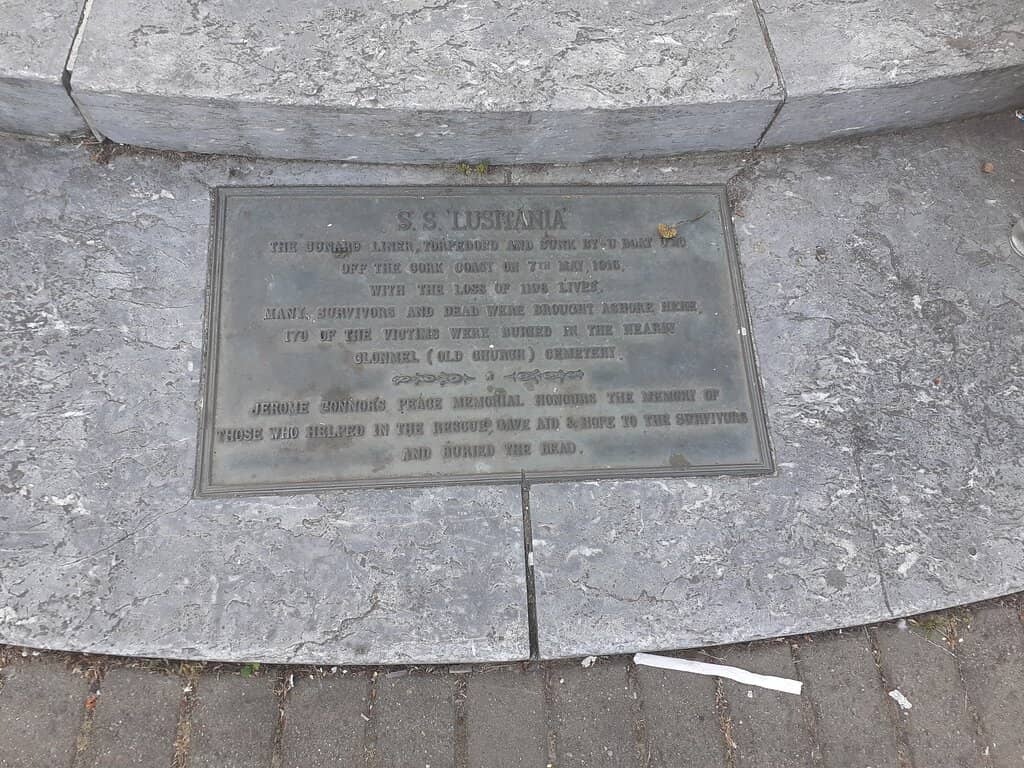 S. S. 'LUSITANIA'
THE CUNARD LINER, TORPEDOED AND SUNK BY U BOAT U20
OFF THE CORK COAST ON 7TH MAY, 1915,
WITH THE LOSS OF 1198 LIVES.
MANY SURVIVORS AND DEAD WERE BROUGHT ASHORE HERE,
170 OF THE VICTIMS WERE BURIED IN THE NEARBY
CLONMEL (OLD CHURCH) CEMETERY.
JEROME CONNOR'S PEACE MEMORIAL HONOURS THE MEMORY OF
THOSE WHO HELPED IN THE RESCUE, GAVE AID & HOPE TO THE SURVIVORS
AND BURIED THE DEAD.